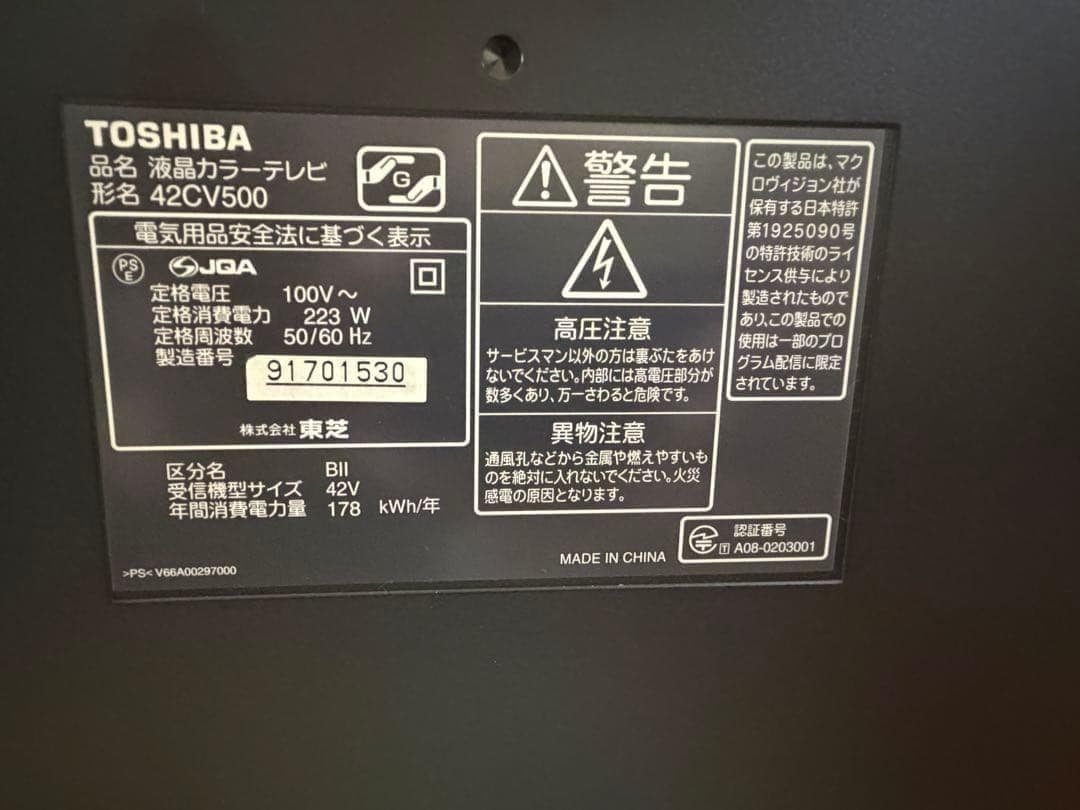 TOSHIBA
品名 液晶カラーテレビ
形名 42CV500
G
電気用品安全法に基づく表示
PS
E
JQA
定格電圧 100V～
定格消費電力 223 W
定格周波数 50/60 Hz
製造番号
91701530
株式会社 東芝
区分名 BII
受信機型サイズ 42V
年間消費電力量 178 kWh/年
>PS< V66A00297000
警告
高圧注意
サービスマン以外の方は裏ぶたをあけ
ないでください。内部には高電圧部分が
数多くあり、万一さわると危険です。
異物注意
通風孔などから金属や燃えやすいも
のを絶対に入れないでください。火災
感電の原因となります。
この製品は、マク
ロヴィジョン社が
保有する日本特許
第1925090号
の特許技術のライ
センス供与により
製造されたもので
あり、この製品での
使用は一部のプロ
グラム配信に限定
されています。
MADE IN CHINA
認証番号
T A08-0203001